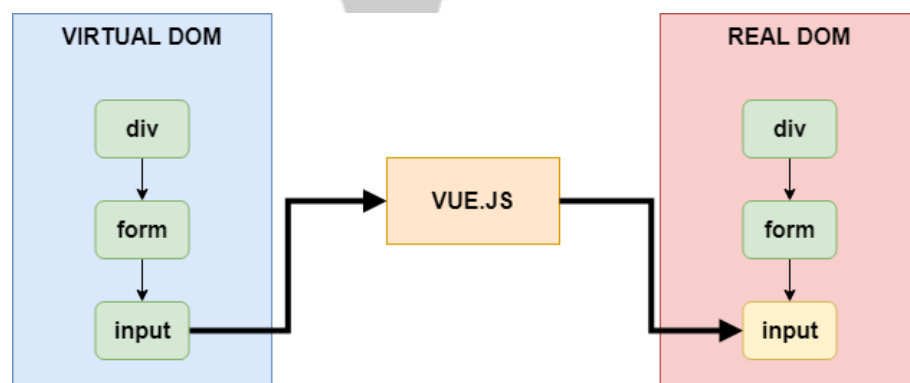 VIRTUAL DOM
div
form
input
VUE.JS
REAL DOM
div
form
input